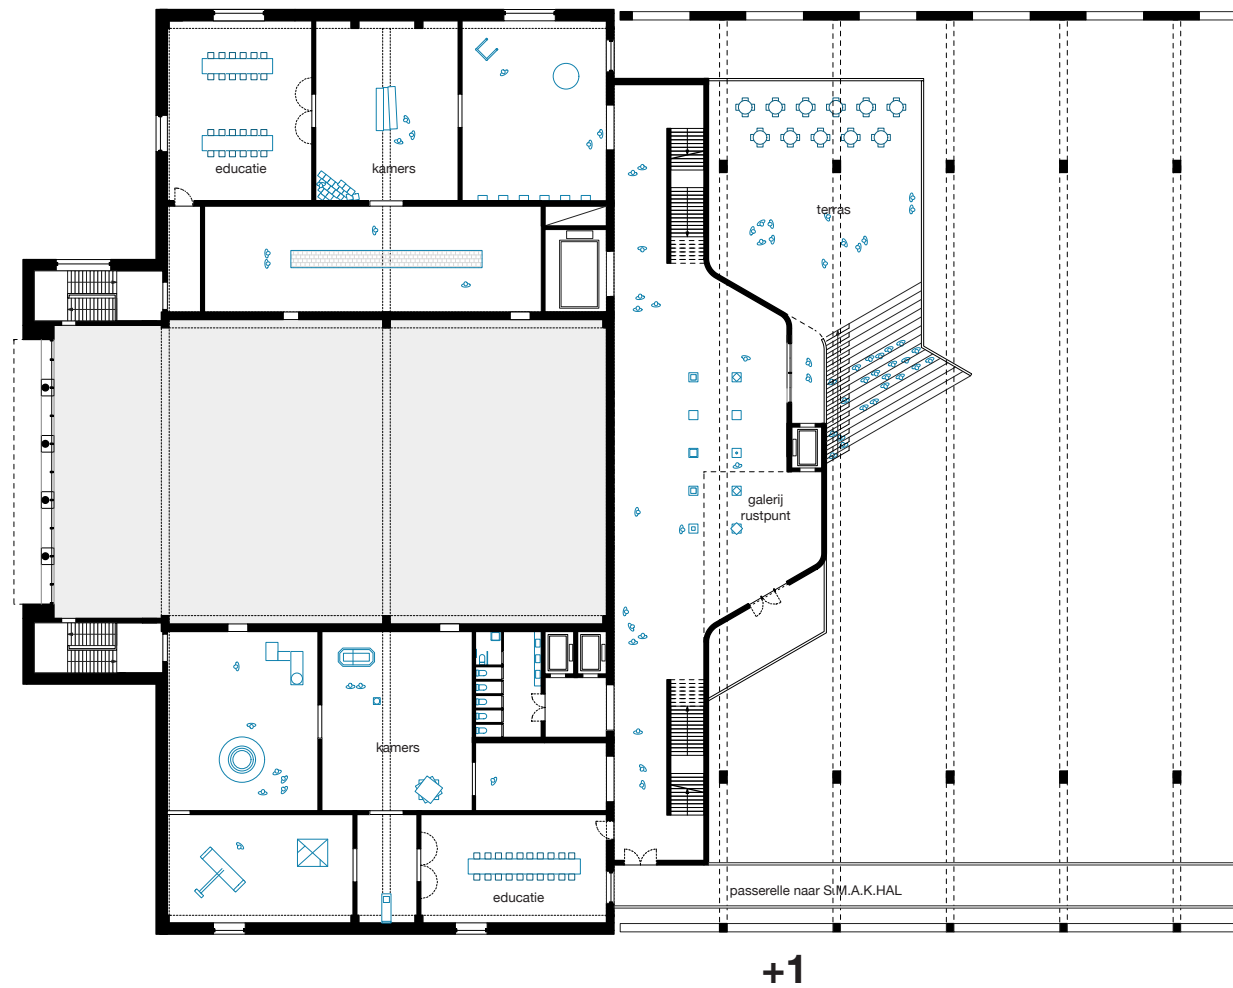 educatie
kamers
terras
galerij
rustpunt
kamers
educatie
passerelle naar S.M.A.K.HAL
+1